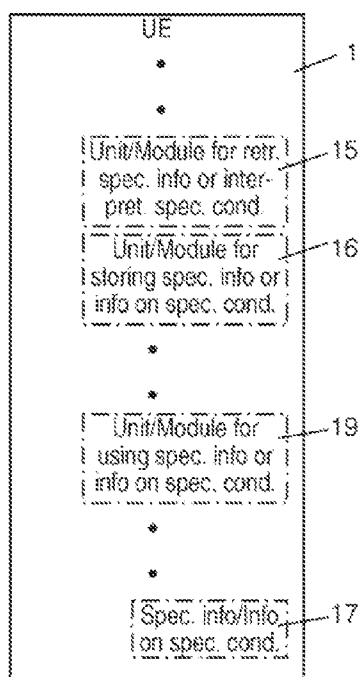 UE
1
Unit/Module for retr.
spec. info or inter-
pret. spec. cond.
15
Unit/Module for
storing spec. info or
info on spec. cond.
16
Unit/Module for
using spec. info or
info on spec. cond.
19
Spec. info/Info
on spec. cond.
17